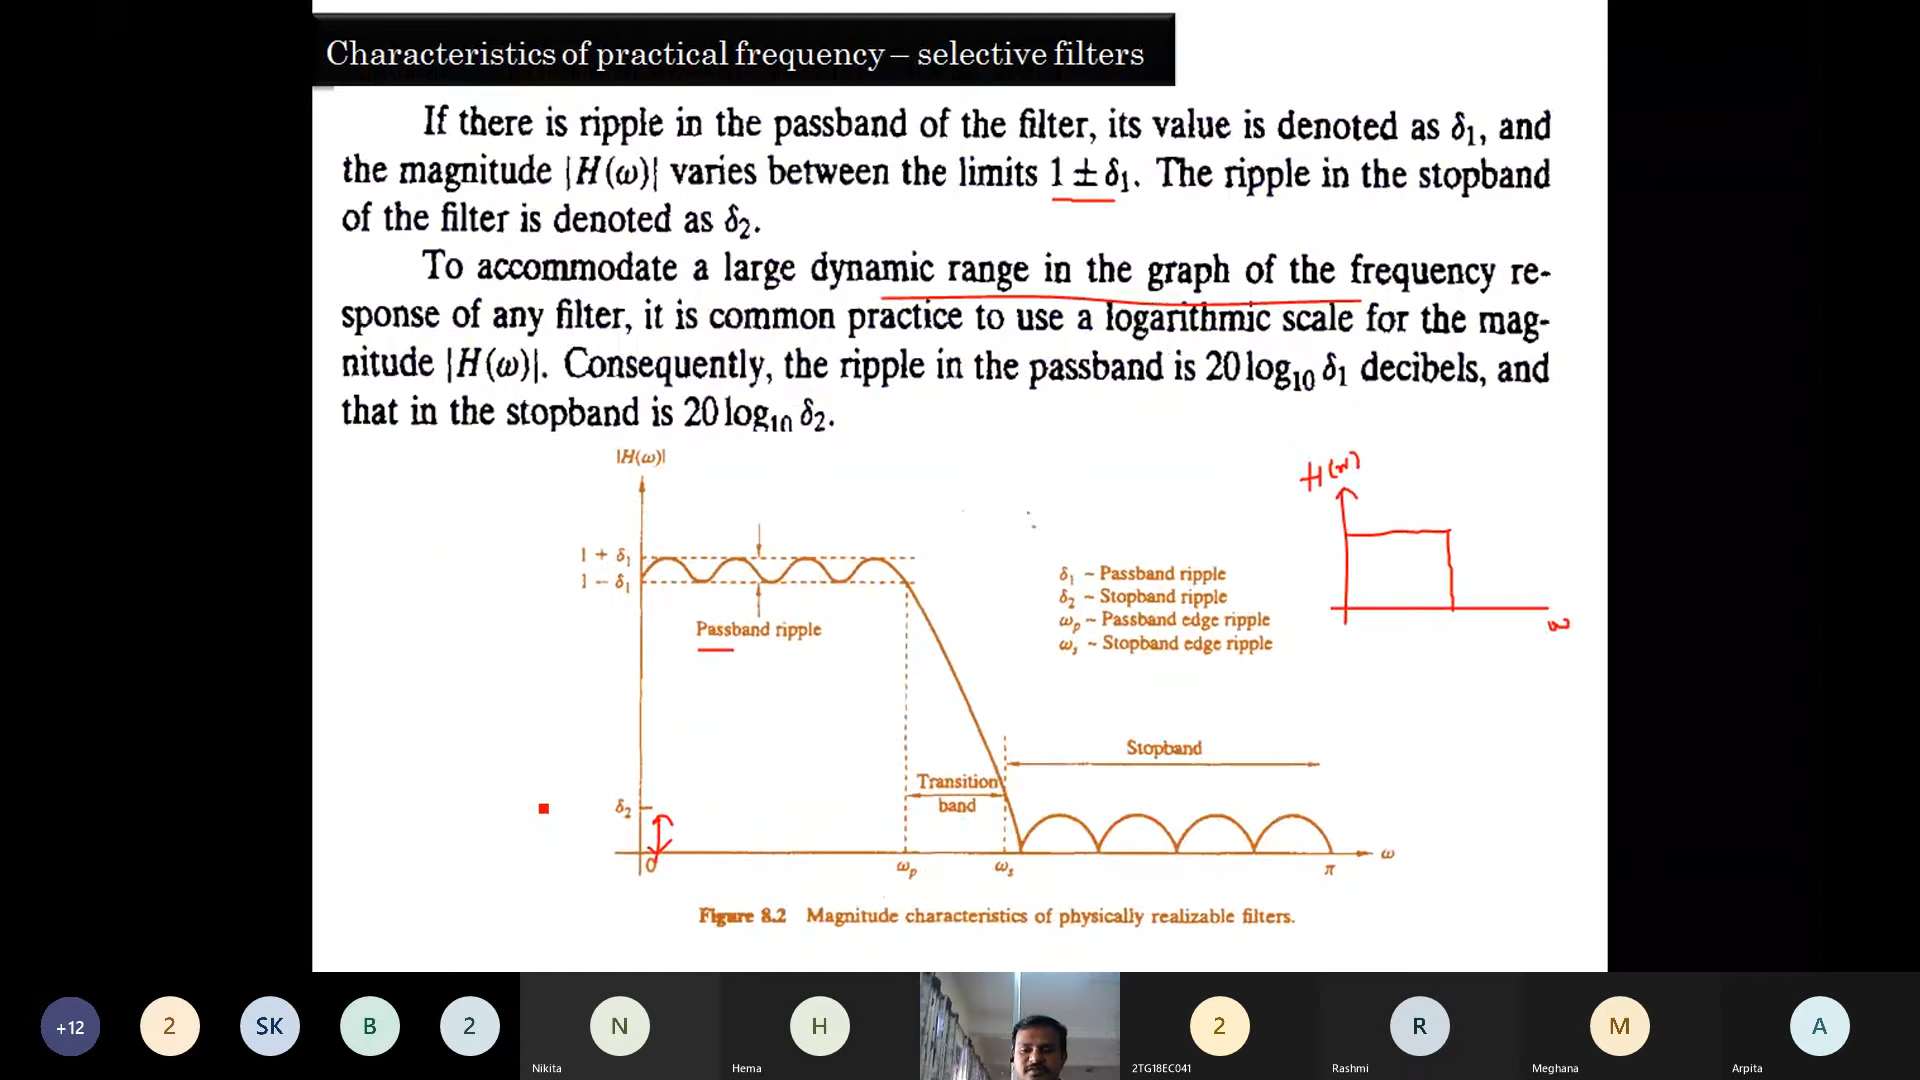 Characteristics of practical frequency – selective filters
If there is ripple in the passband of the filter, its value is denoted as δ₁, and
the magnitude |H(ω)| varies between the limits 1 ± δ₁. The ripple in the stopband
of the filter is denoted as δ₂.
To accommodate a large dynamic range in the graph of the frequency re-
sponse of any filter, it is common practice to use a logarithmic scale for the mag-
nitude |H(ω)|. Consequently, the ripple in the passband is 20 log₁₀ δ₁ decibels, and
that in the stopband is 20 log₁₀ δ₂.
|H(ω)|
H(ω)
1 + δ₁
1 − δ₁
Passband ripple
δ₁ ~ Passband ripple
δ₂ ~ Stopband ripple
ωₚ ~ Passband edge ripple
ωₛ ~ Stopband edge ripple
ω
Stopband
Transition
band
δ₂
0
ωₚ
ωₛ
π
ω
Figure 8.2 Magnitude characteristics of physically realizable filters.
+12
2
SK
B
2
N
Nikita
H
Hema
2
2TG18EC041
R
Rashmi
M
Meghana
A
Arpita